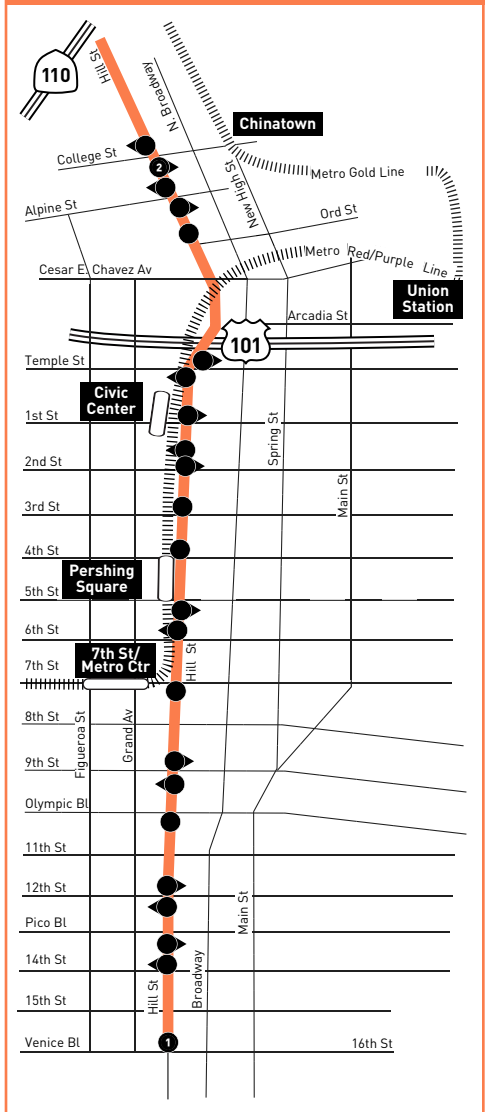 110
Hill St
N. Broadway
Chinatown
College St
2
New High St
Metro Gold Line
Alpine St
Ord St
Metro Red/Purple Line
Cesar E. Chavez Av
Union
Station
Arcadia St
101
Temple St
Civic
Center
1st St
Spring St
2nd St
Main St
3rd St
4th St
Pershing
Square
5th St
6th St
7th St/
Metro Ctr
Hill St
7th St
8th St
Figueroa St
Grand Av
9th St
Olympic Bl
11th St
12th St
Main St
Pico Bl
14th St
Broadway
Hill St
15th St
Venice Bl
1
16th St